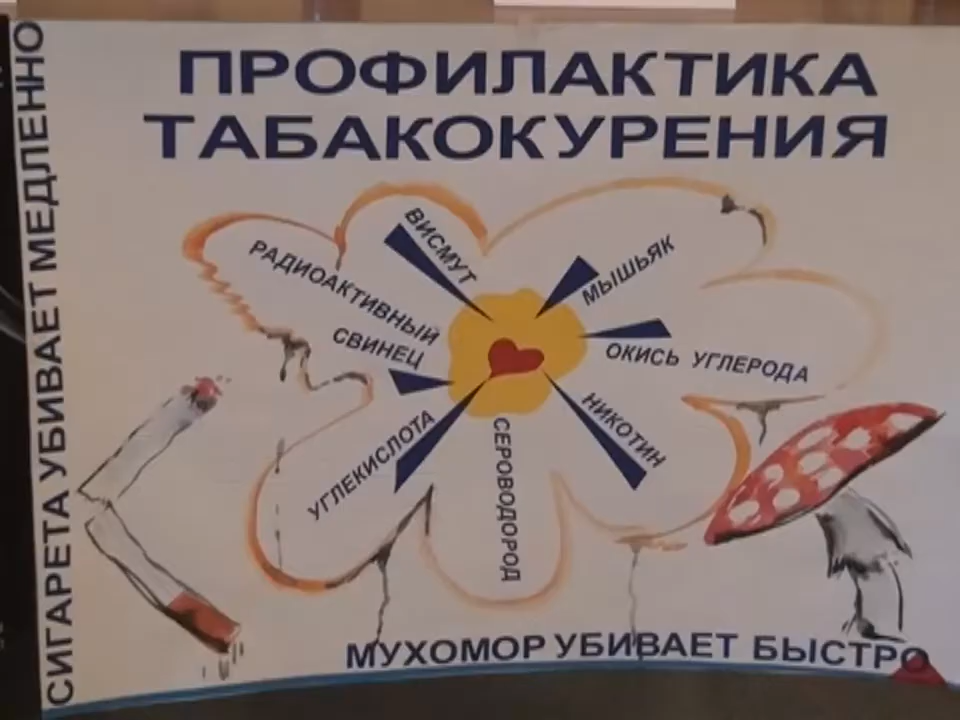 ПРОФИЛАКТИКА
ТАБАКОКУРЕНИЯ
СИГАРЕТА УБИВАЕТ МЕДЛЕННО
ВИСМУТ
МЫШЬЯК
РАДИОАКТИВНЫЙ
СВИНЕЦ
ОКИСЬ УГЛЕРОДА
УГЛЕКИСЛОТА
СЕРОВОДОРОД
НИКОТИН
МУХОМОР УБИВАЕТ БЫСТРО